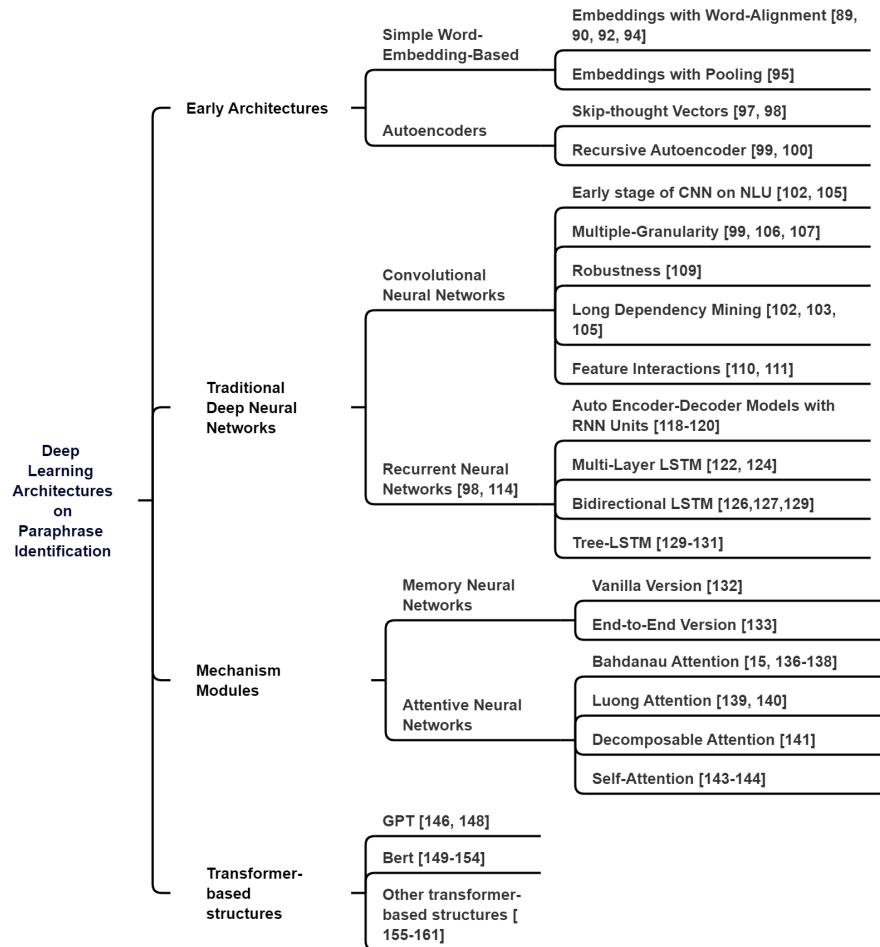 Deep
Learning
Architectures
on
Paraphrase
Identification
Early Architectures
Simple Word-
Embedding-Based
Embeddings with Word-Alignment [89,
90, 92, 94]
Embeddings with Pooling [95]
Autoencoders
Skip-thought Vectors [97, 98]
Recursive Autoencoder [99, 100]
Traditional
Deep Neural
Networks
Convolutional
Neural Networks
Early stage of CNN on NLU [102, 105]
Multiple-Granularity [99, 106, 107]
Robustness [109]
Long Dependency Mining [102, 103,
105]
Feature Interactions [110, 111]
Recurrent Neural
Networks [98, 114]
Auto Encoder-Decoder Models with
RNN Units [118-120]
Multi-Layer LSTM [122, 124]
Bidirectional LSTM [126,127,129]
Tree-LSTM [129-131]
Mechanism
Modules
Memory Neural
Networks
Vanilla Version [132]
End-to-End Version [133]
Attentive Neural
Networks
Bahdanau Attention [15, 136-138]
Luong Attention [139, 140]
Decomposable Attention [141]
Self-Attention [143-144]
Transformer-
based
structures
GPT [146, 148]
Bert [149-154]
Other transformer-
based structures [
155-161]